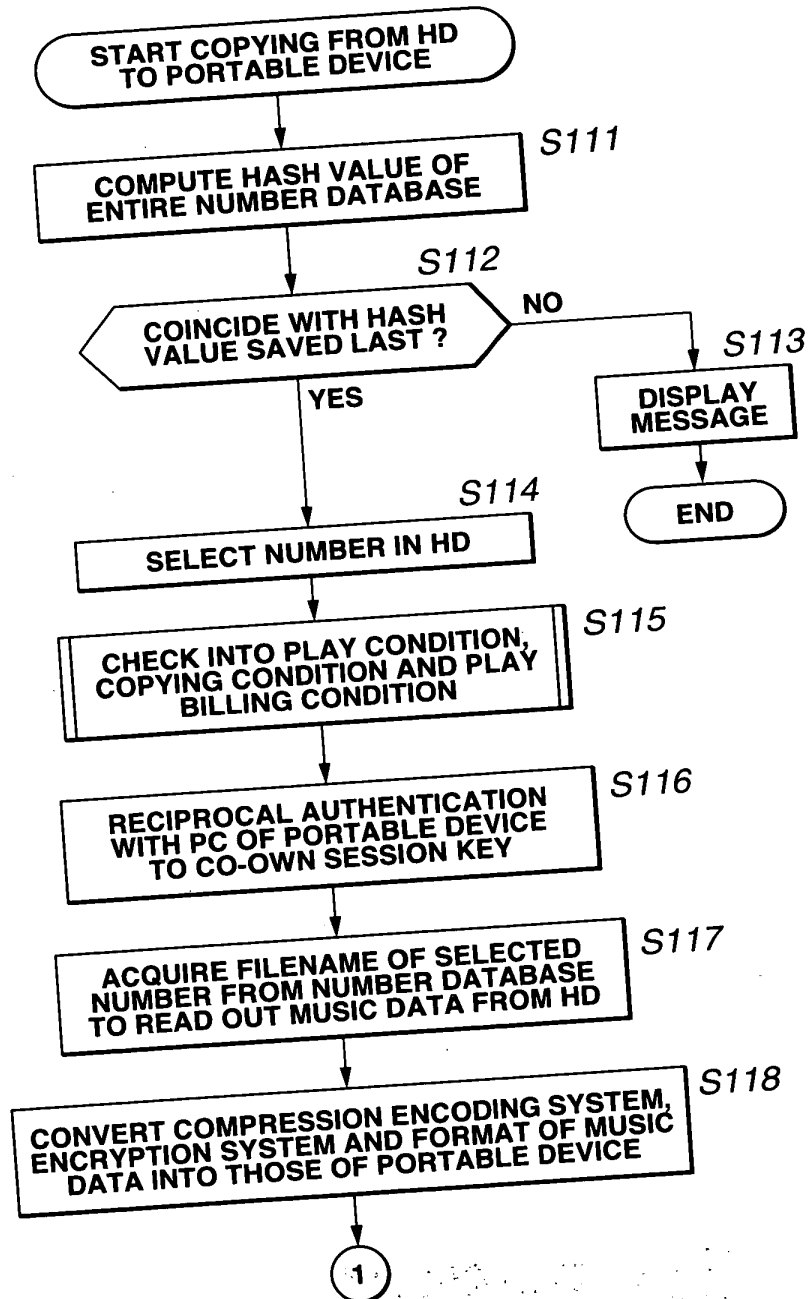 START COPYING FROM HD
TO PORTABLE DEVICE
S111
COMPUTE HASH VALUE OF
ENTIRE NUMBER DATABASE
S112
COINCIDE WITH HASH
VALUE SAVED LAST ?
NO
YES
S113
DISPLAY
MESSAGE
END
S114
SELECT NUMBER IN HD
S115
CHECK INTO PLAY CONDITION,
COPYING CONDITION AND PLAY
BILLING CONDITION
S116
RECIPROCAL AUTHENTICATION
WITH PC OF PORTABLE DEVICE
TO CO-OWN SESSION KEY
S117
ACQUIRE FILENAME OF SELECTED
NUMBER FROM NUMBER DATABASE
TO READ OUT MUSIC DATA FROM HD
S118
CONVERT COMPRESSION ENCODING SYSTEM,
ENCRYPTION SYSTEM AND FORMAT OF MUSIC
DATA INTO THOSE OF PORTABLE DEVICE
1